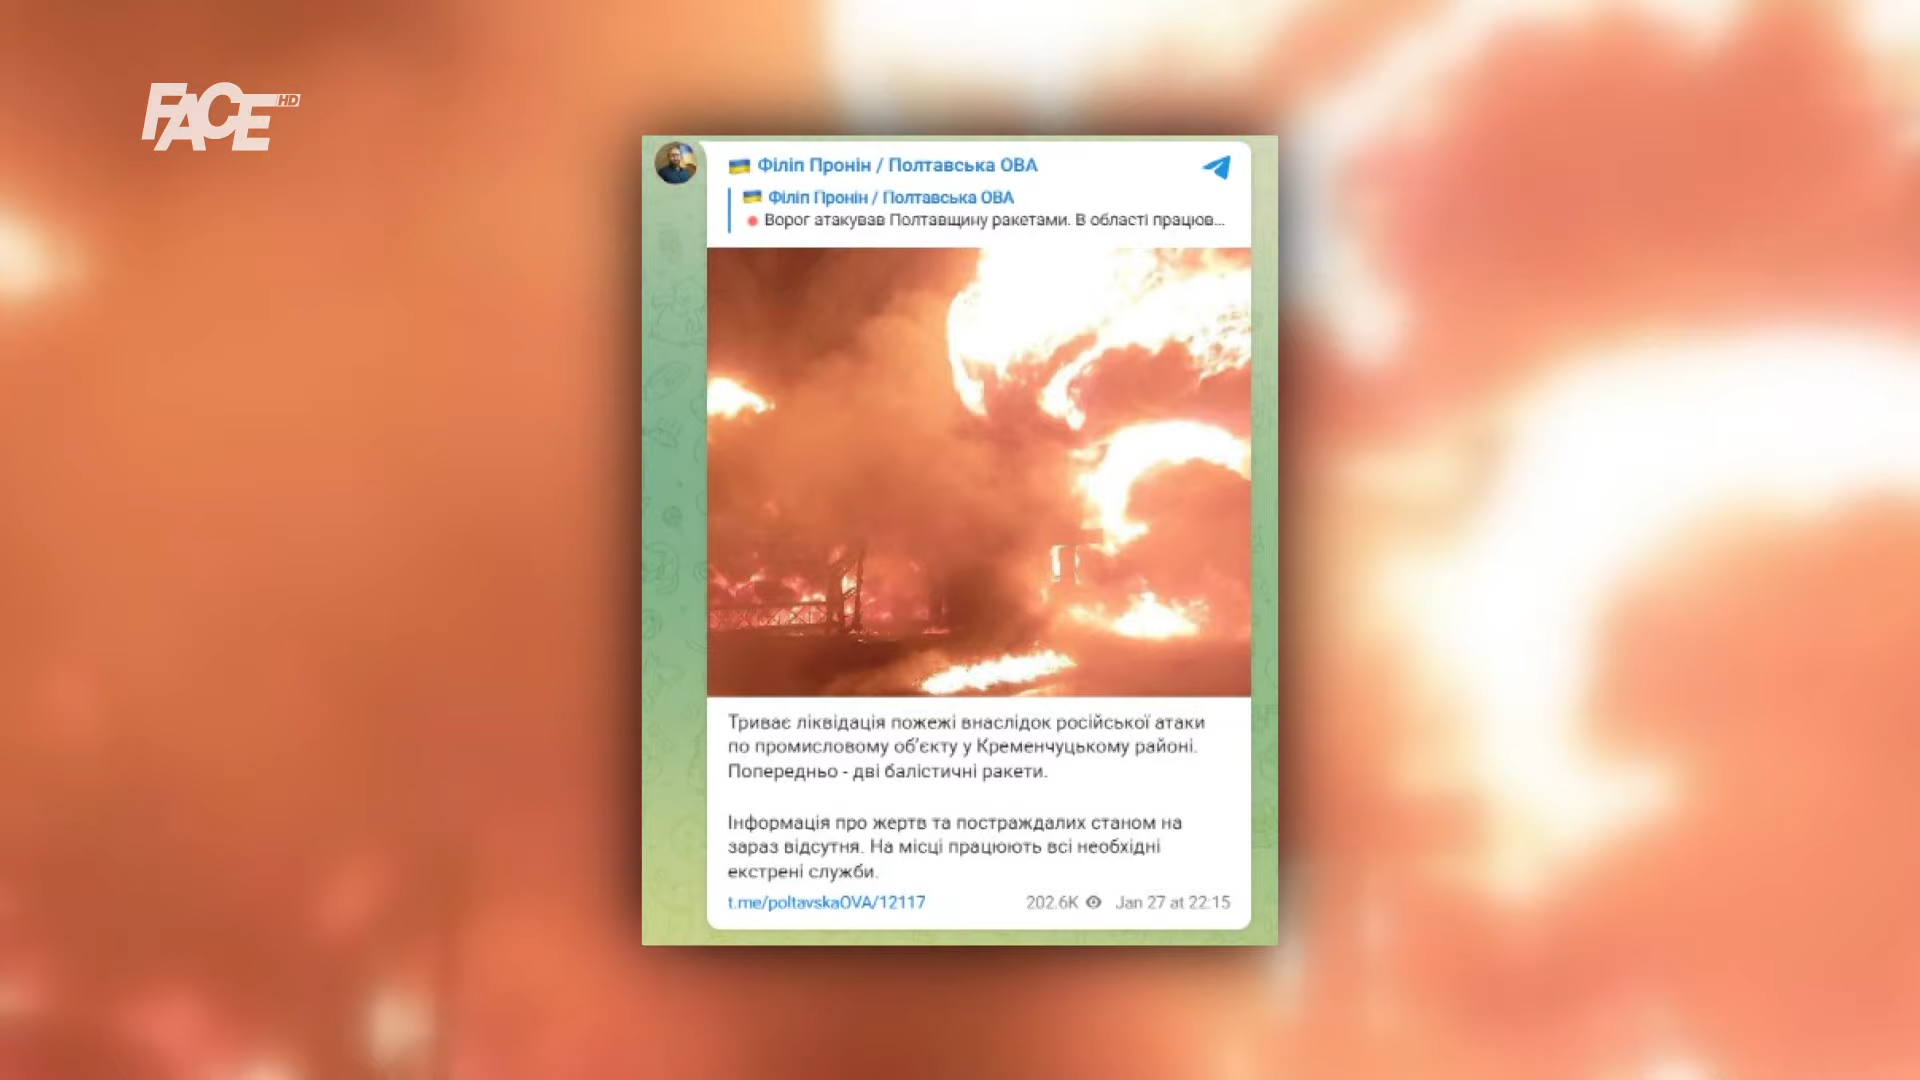 FACE HD
Філіп Пронін / Полтавська ОВА
Філіп Пронін / Полтавська ОВА
Ворог атакував Полтавщину ракетами. В області працюв...
Триває ліквідація пожежі внаслідок російської атаки
по промисловому об'єкту у Кременчуцькому районі.
Попередньо - дві балістичні ракети.
Інформація про жертв та постраждалих станом на
зараз відсутня. На місці працюють всі необхідні
екстрені служби.
t.me/poltavskaOVA/12117 202.6K Jan 27 at 22:15